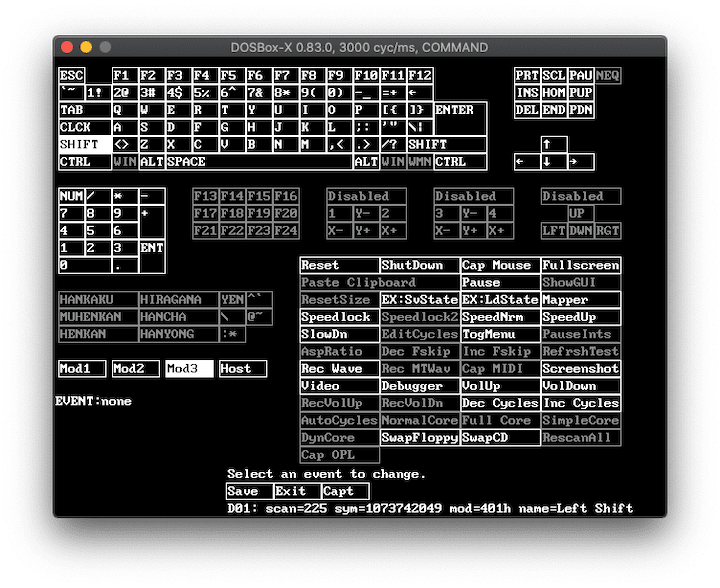 DOSBox-X 0.83.0, 3000 cyc/ms, COMMAND
ESC F1 F2 F3 F4 F5 F6 F7 F8 F9 F10 F11 F12 PRT SCL PAU NEQ
`~ 1! 2@ 3# 4$ 5% 6^ 7& 8* 9( 0) -_ =+ ← INS HOM PUP
TAB Q W E R T Y U I O P [{ ]} ENTER DEL END PDN
CLCK A S D F G H J K L ;: '" \|
SHIFT <> Z X C V B N M ,< .> /? SHIFT ↑
CTRL WIN ALT SPACE ALT WIN WMN CTRL ← ↓ →
NUM / * - F13 F14 F15 F16 Disabled Disabled Disabled
7 8 9 + F17 F18 F19 F20 1 Y- 2 3 Y- 4 UP
4 5 6 F21 F22 F23 F24 X- Y+ X+ X- Y+ X+ LFT DWN RGT
1 2 3 ENT
0 .
Reset ShutDown Cap Mouse Fullscreen
Paste Clipboard Pause ShowGUI
HANKAKU HIRAGANA YEN ^` ResetSize EX:SvState EX:LdState Mapper
MUHENKAN HANCHA \ @~ Speedlock Speedlock2 SpeedNrm SpeedUp
HENKAN HANYONG :* SlowDn EditCycles TogMenu PauseInts
AspRatio Dec Fskip Inc Fskip RefrshTest
Mod1 Mod2 Mod3 Host Rec Wave Rec MTWav Cap MIDI Screenshot
Video Debugger VolUp VolDown
EVENT:none RecVolUp RecVolDn Dec Cycles Inc Cycles
AutoCycles NormalCore Full Core SimpleCore
DynCore SwapFloppy SwapCD RescanAll
Cap OPL
Select an event to change.
Save Exit Capt
D01: scan=225 sym=1073742049 mod=401h name=Left Shift